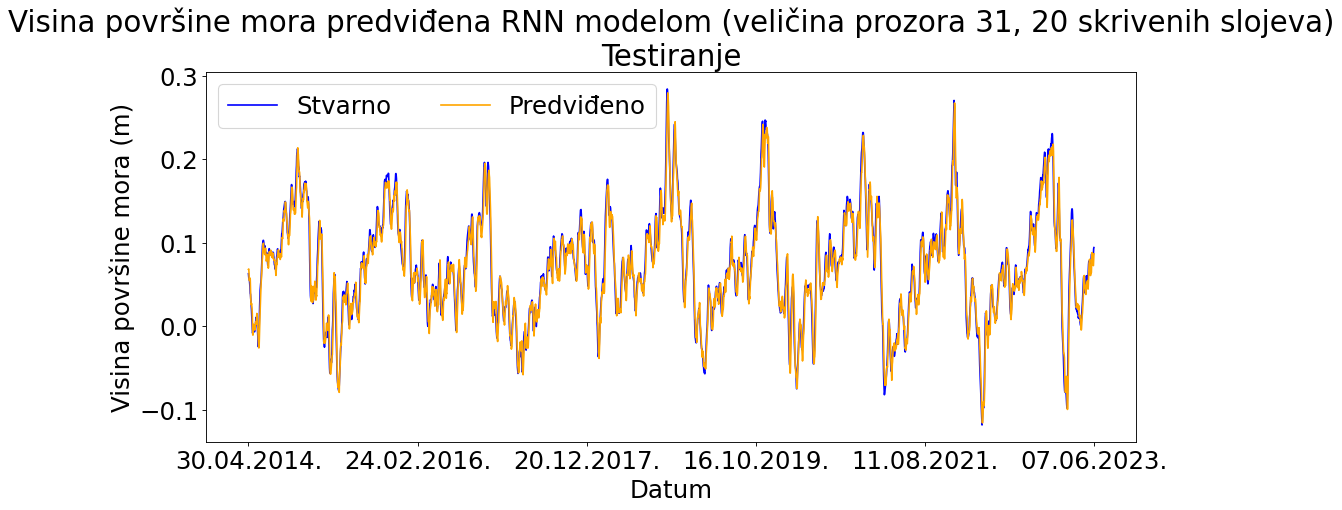 Visina površine mora predviđena RNN modelom (veličina prozora 31, 20 skrivenih slojeva)
Testiranje
Stvarno Predviđeno
Visina površine mora (m)
0.3
0.2
0.1
0.0
−0.1
30.04.2014. 24.02.2016. 20.12.2017. 16.10.2019. 11.08.2021. 07.06.2023.
Datum